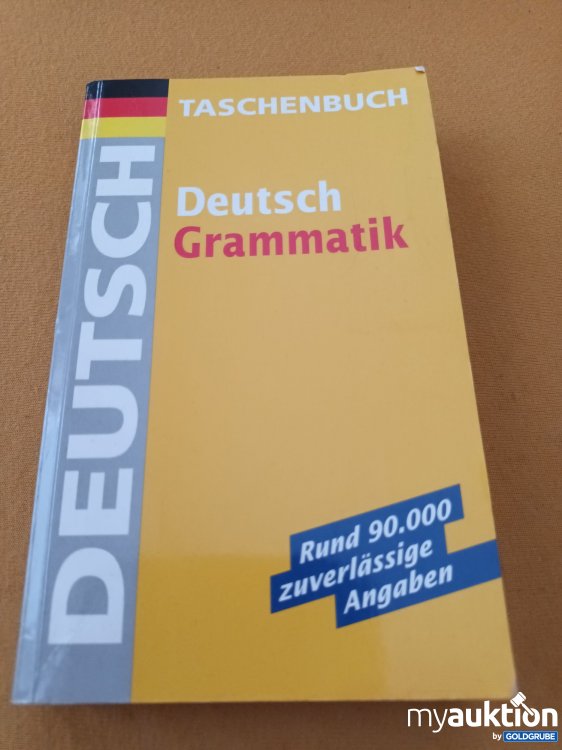 TASCHENBUCH
DEUTSCH
Deutsch
Grammatik
Rund 90.000
zuverlässige
Angaben
myauktion
by GOLDGRUBE